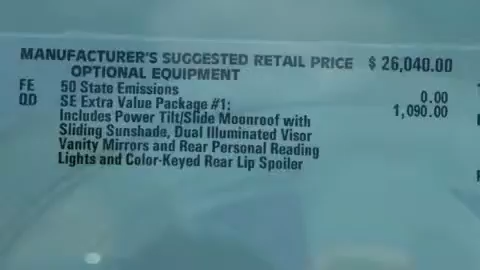 MANUFACTURER'S SUGGESTED RETAIL PRICE $ 26,040.00
OPTIONAL EQUIPMENT
FE 50 State Emissions 0.00
QD SE Extra Value Package #1: 1,090.00
Includes Power Tilt/Slide Moonroof with
Sliding Sunshade, Dual Illuminated Visor
Vanity Mirrors and Rear Personal Reading
Lights and Color-Keyed Rear Lip Spoiler